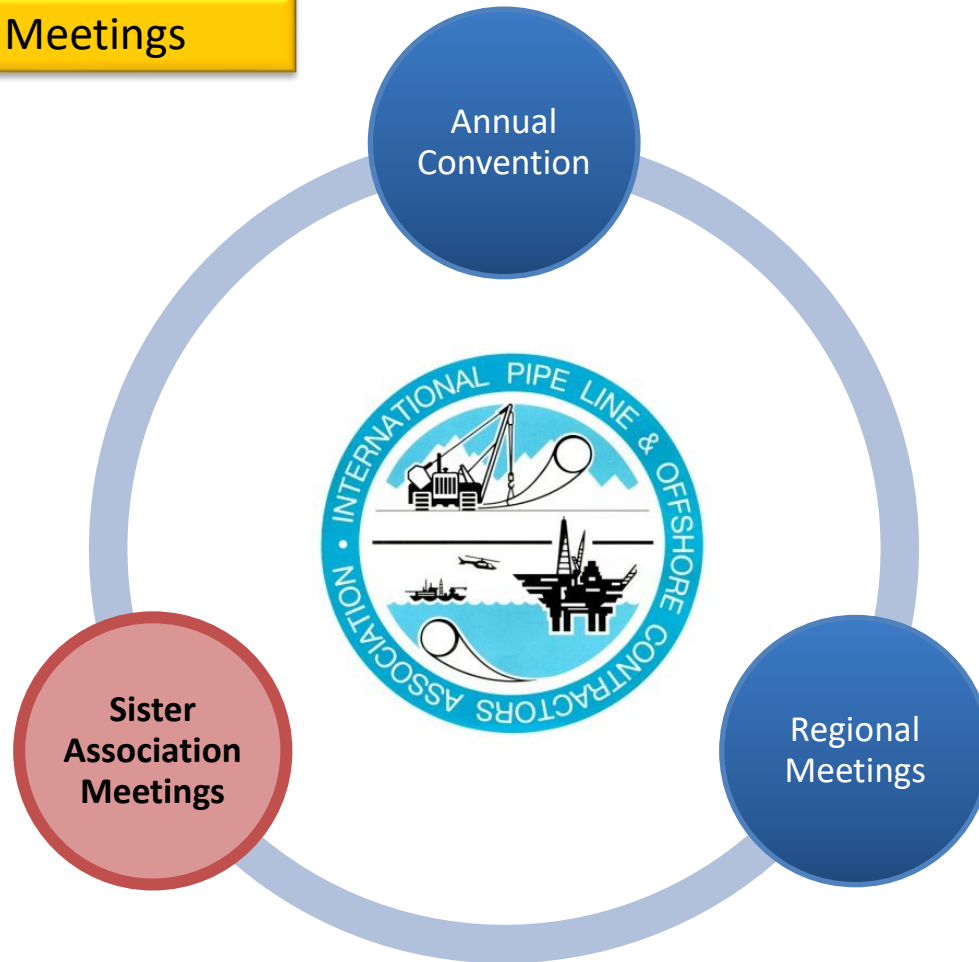 Meetings
Annual
Convention
INTERNATIONAL PIPE LINE & OFFSHORE CONTRACTORS ASSOCIATION •
Sister
Association
Meetings
Regional
Meetings